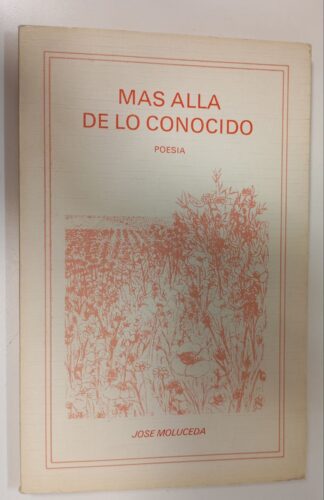 MAS ALLA
DE LO CONOCIDO
POESIA
JOSE MOLUCEDA